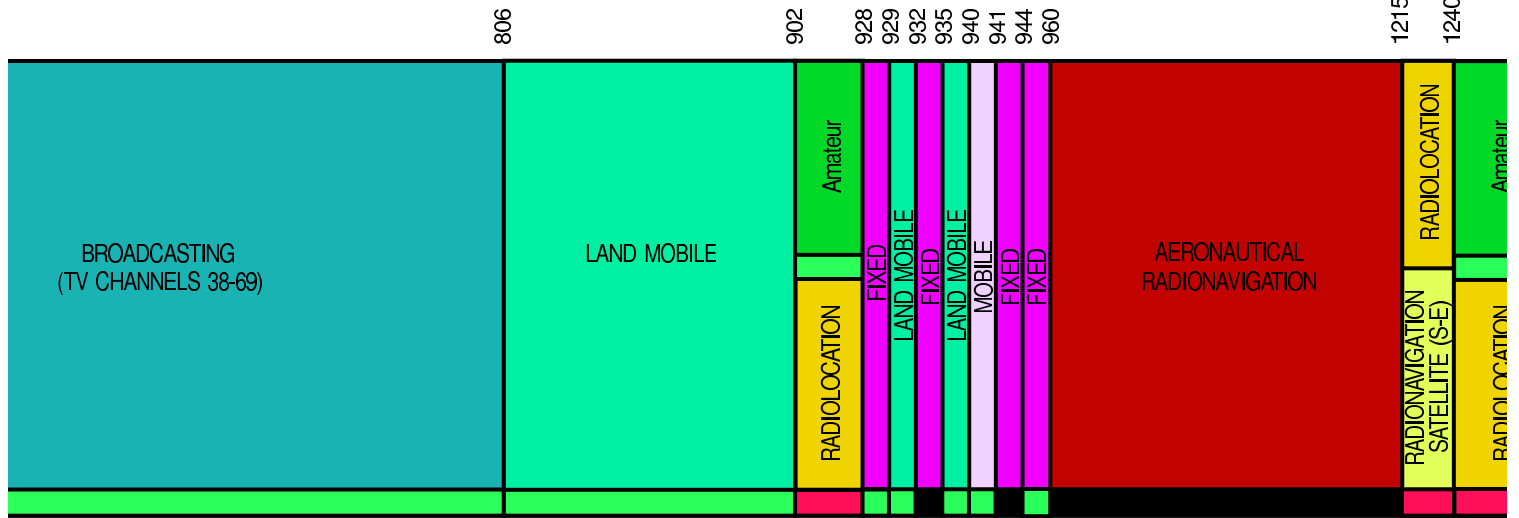 806
902
928
929
932
935
940
941
944
960
1215
1240
BROADCASTING
(TV CHANNELS 38-69)
LAND MOBILE
Amateur
RADIOLOCATION
FIXED
LAND MOBILE
FIXED
LAND MOBILE
MOBILE
FIXED
FIXED
AERONAUTICAL
RADIONAVIGATION
RADIOLOCATION
RADIONAVIGATION
SATELLITE (S-E)
Amateur
RADIOLOCATION